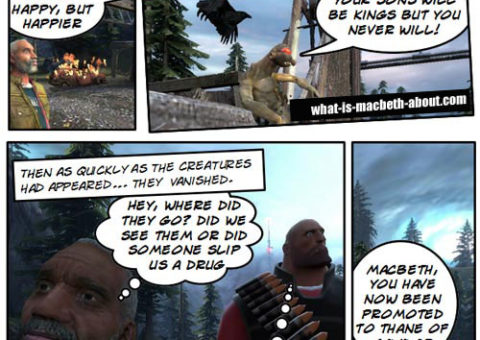 HAPPY, BUT
HAPPIER
YOUR SONS WILL
BE KINGS BUT YOU
NEVER WILL!
what-is-macbeth-about.com
THEN AS QUICKLY AS THE CREATURES
HAD APPEARED... THEY VANISHED.
HEY, WHERE DID
THEY GO? DID WE
SEE THEM OR DID
SOMEONE SLIP
US A DRUG
MACBETH,
YOU HAVE
NOW BEEN
PROMOTED
TO THANE OF